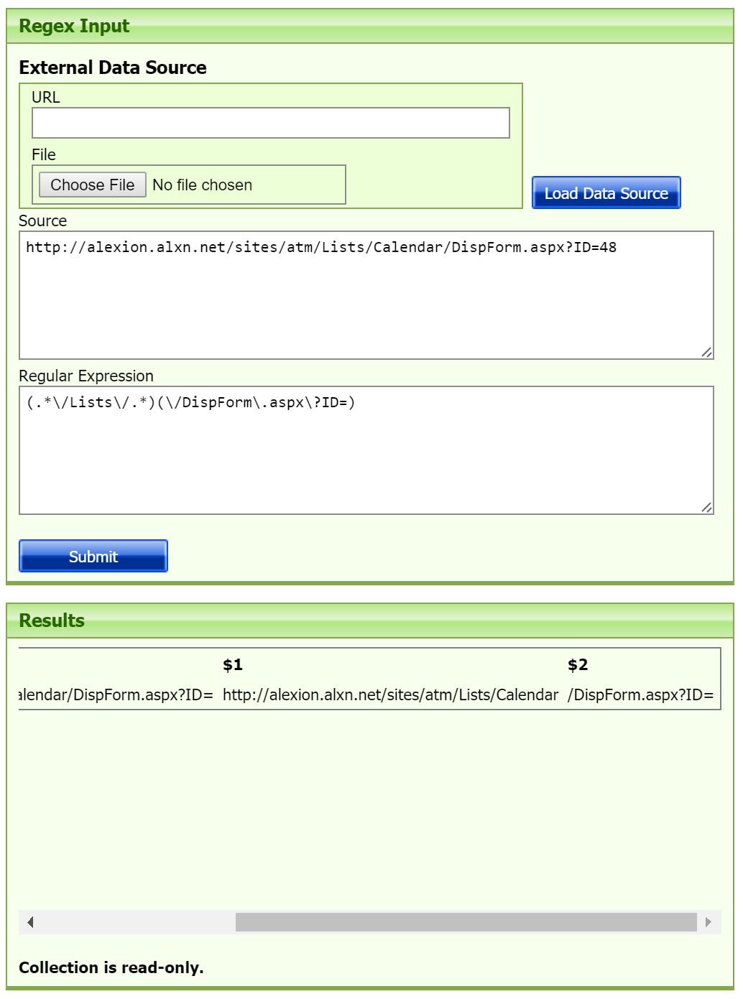 Regex Input
External Data Source
URL
File
Choose File No file chosen
Load Data Source
Source
http://alexion.alxn.net/sites/atm/Lists/Calendar/DispForm.aspx?ID=48
Regular Expression
(.*\/Lists\/.*)(\/DispForm\.aspx\?ID=)
Submit
Results
$1 $2
alendar/DispForm.aspx?ID= http://alexion.alxn.net/sites/atm/Lists/Calendar /DispForm.aspx?ID=
Collection is read-only.